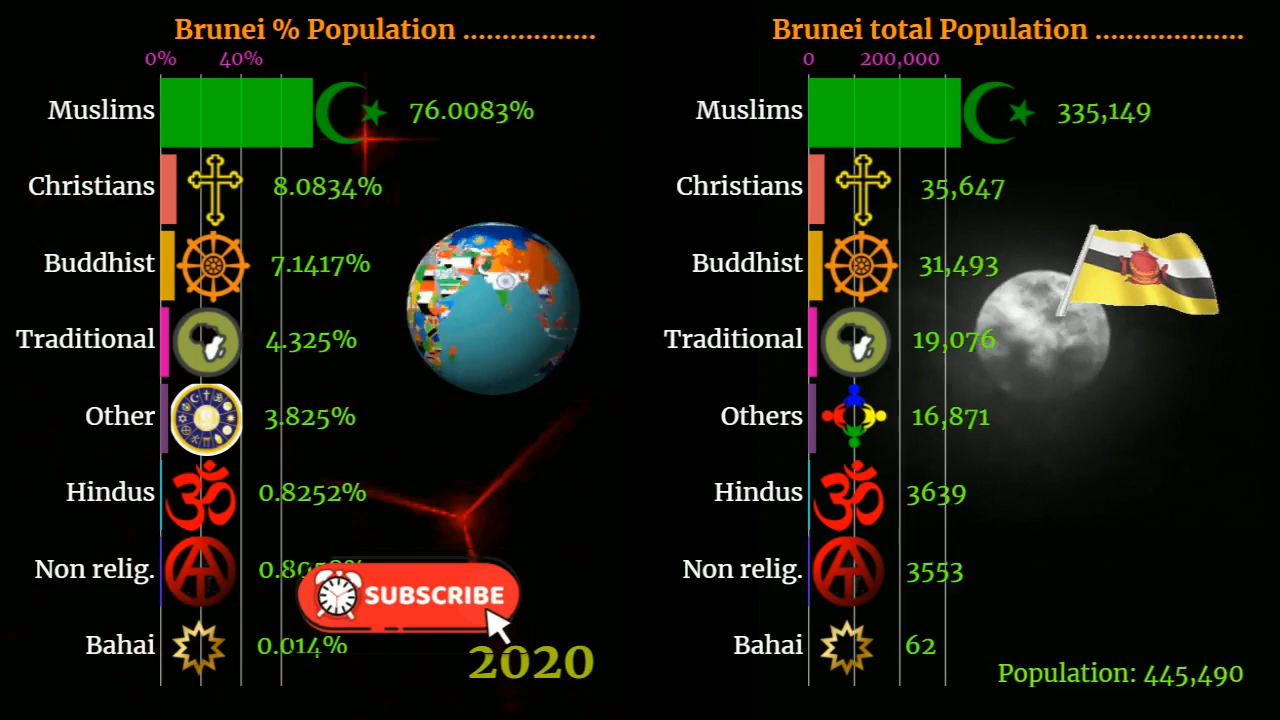 Brunei % Population .................
0% 40%
Muslims 76.0083%
Christians 8.0834%
Buddhist 7.1417%
Traditional 4.325%
Other 3.825%
Hindus 0.8252%
Non relig.
Bahai 0.014%
SUBSCRIBE
2020
Brunei total Population ...................
0 200,000
Muslims 335,149
Christians 35,647
Buddhist 31,493
Traditional 19,076
Others 16,871
Hindus 3639
Non relig. 3553
Bahai 62
Population: 445,490